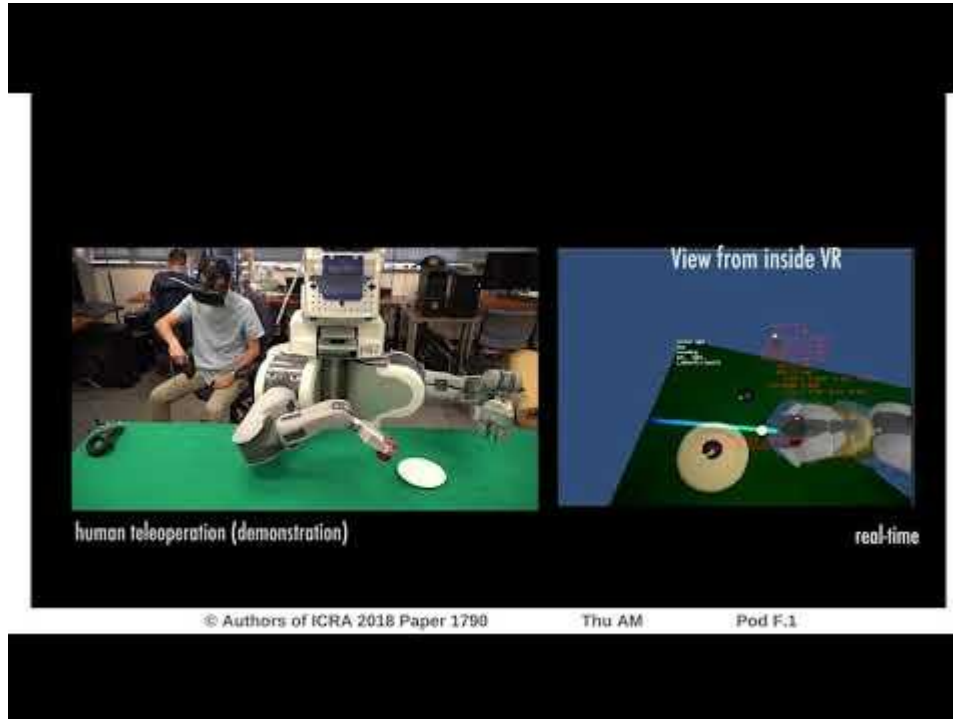 View from inside VR
human teleoperation (demonstration)
real-time
© Authors of ICRA 2018 Paper 1790 Thu AM Pod F.1